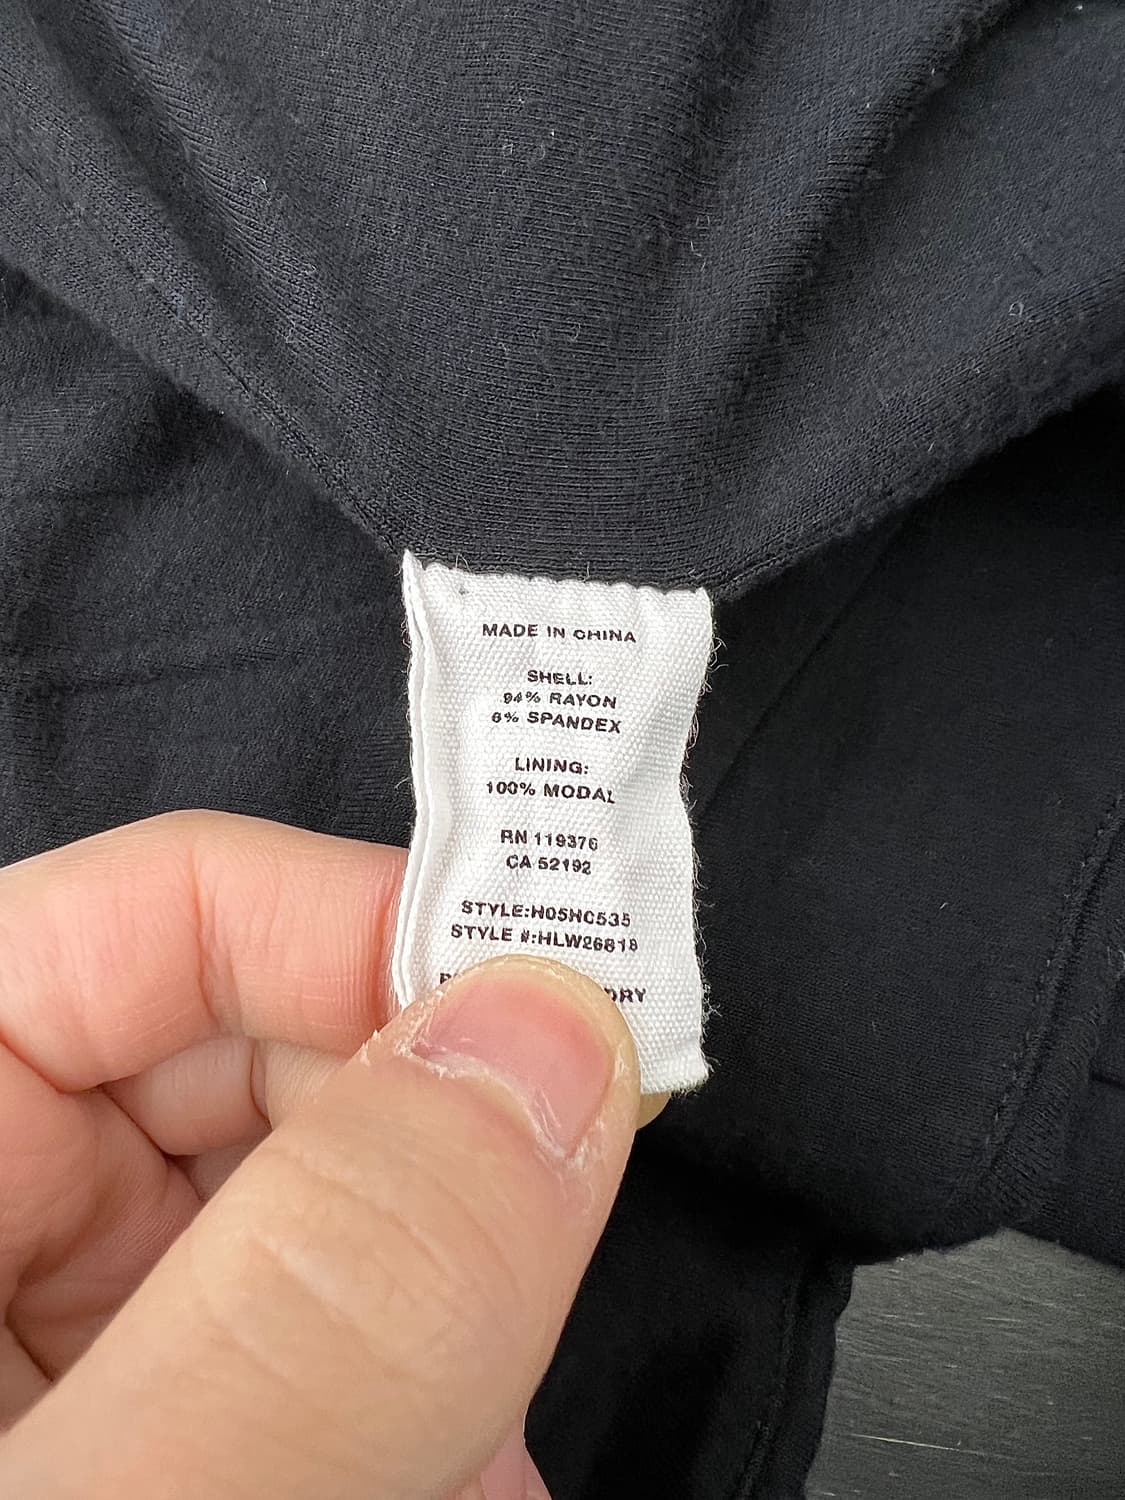 MADE IN CHINA
SHELL:
94% RAYON
6% SPANDEX
LINING:
100% MODAL
RN 119376
CA 52192
STYLE:H05HC535
STYLE #:HLW26818